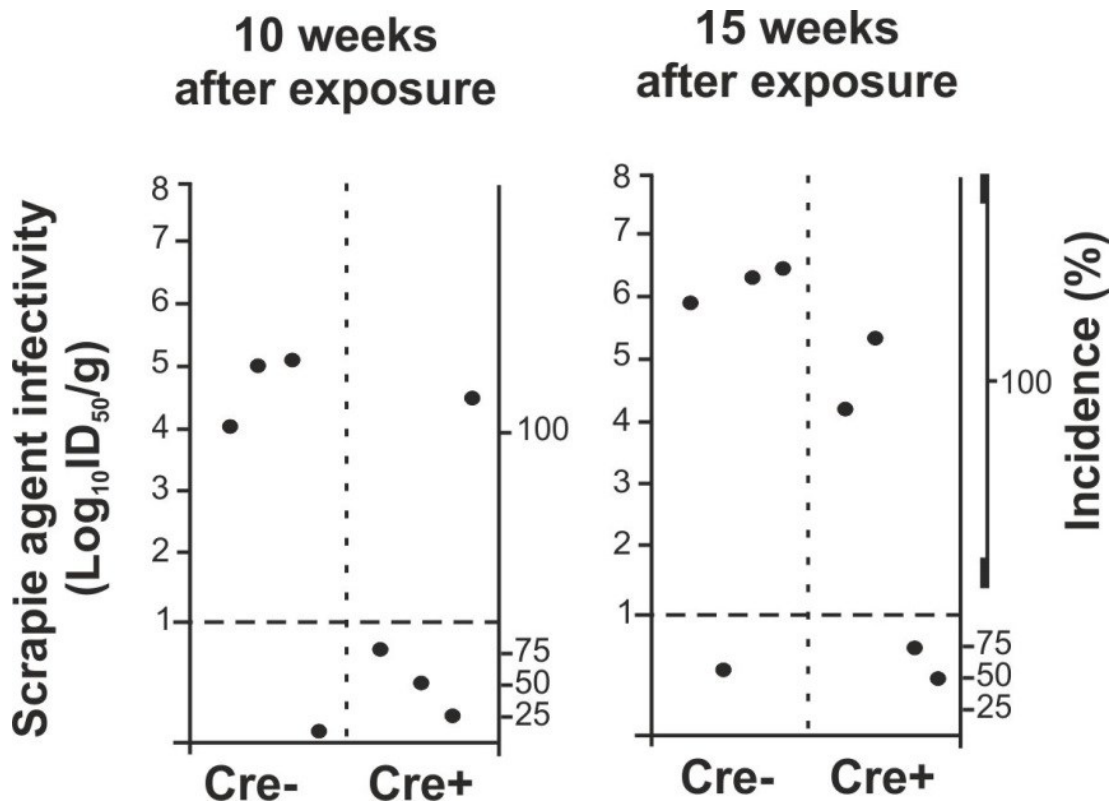 10 weeks
after exposure
15 weeks
after exposure
Scrapie agent infectivity
(Log₁₀ID₅₀/g)
8
7
6
5
4
3
2
1
100
75
50
25
Cre-
Cre+
8
7
6
5
4
3
2
1
100
75
50
25
Cre-
Cre+
Incidence (%)